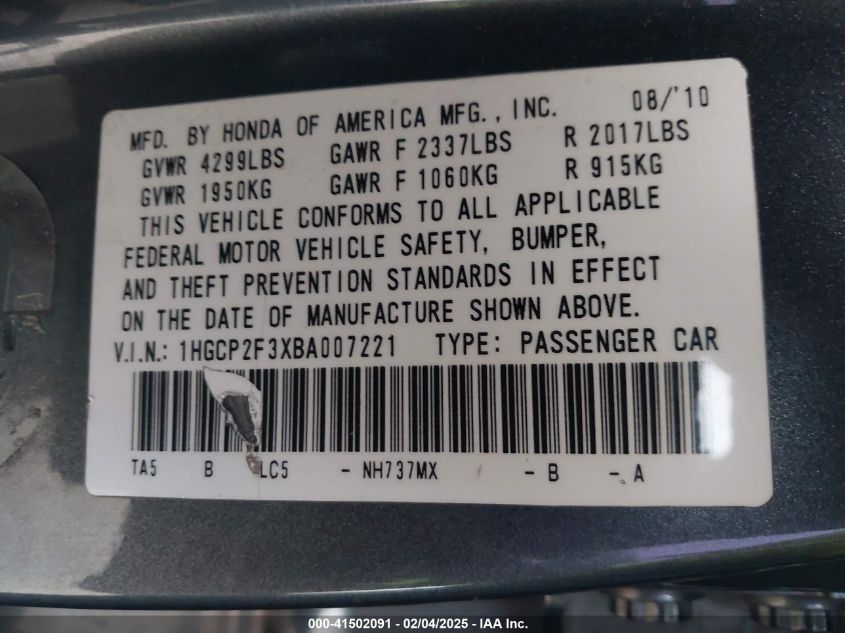 MFD. BY HONDA OF AMERICA MFG., INC. 08/'10
GVWR 4299LBS GAWR F 2337LBS R 2017LBS
GVWR 1950KG GAWR F 1060KG R 915KG
THIS VEHICLE CONFORMS TO ALL APPLICABLE
FEDERAL MOTOR VEHICLE SAFETY, BUMPER,
AND THEFT PREVENTION STANDARDS IN EFFECT
ON THE DATE OF MANUFACTURE SHOWN ABOVE.
V.I.N.: 1HGCP2F3XBA007221 TYPE: PASSENGER CAR
TA5 B LC5 - NH737MX - B - A
000-41502091 - 02/04/2025 - IAA Inc.